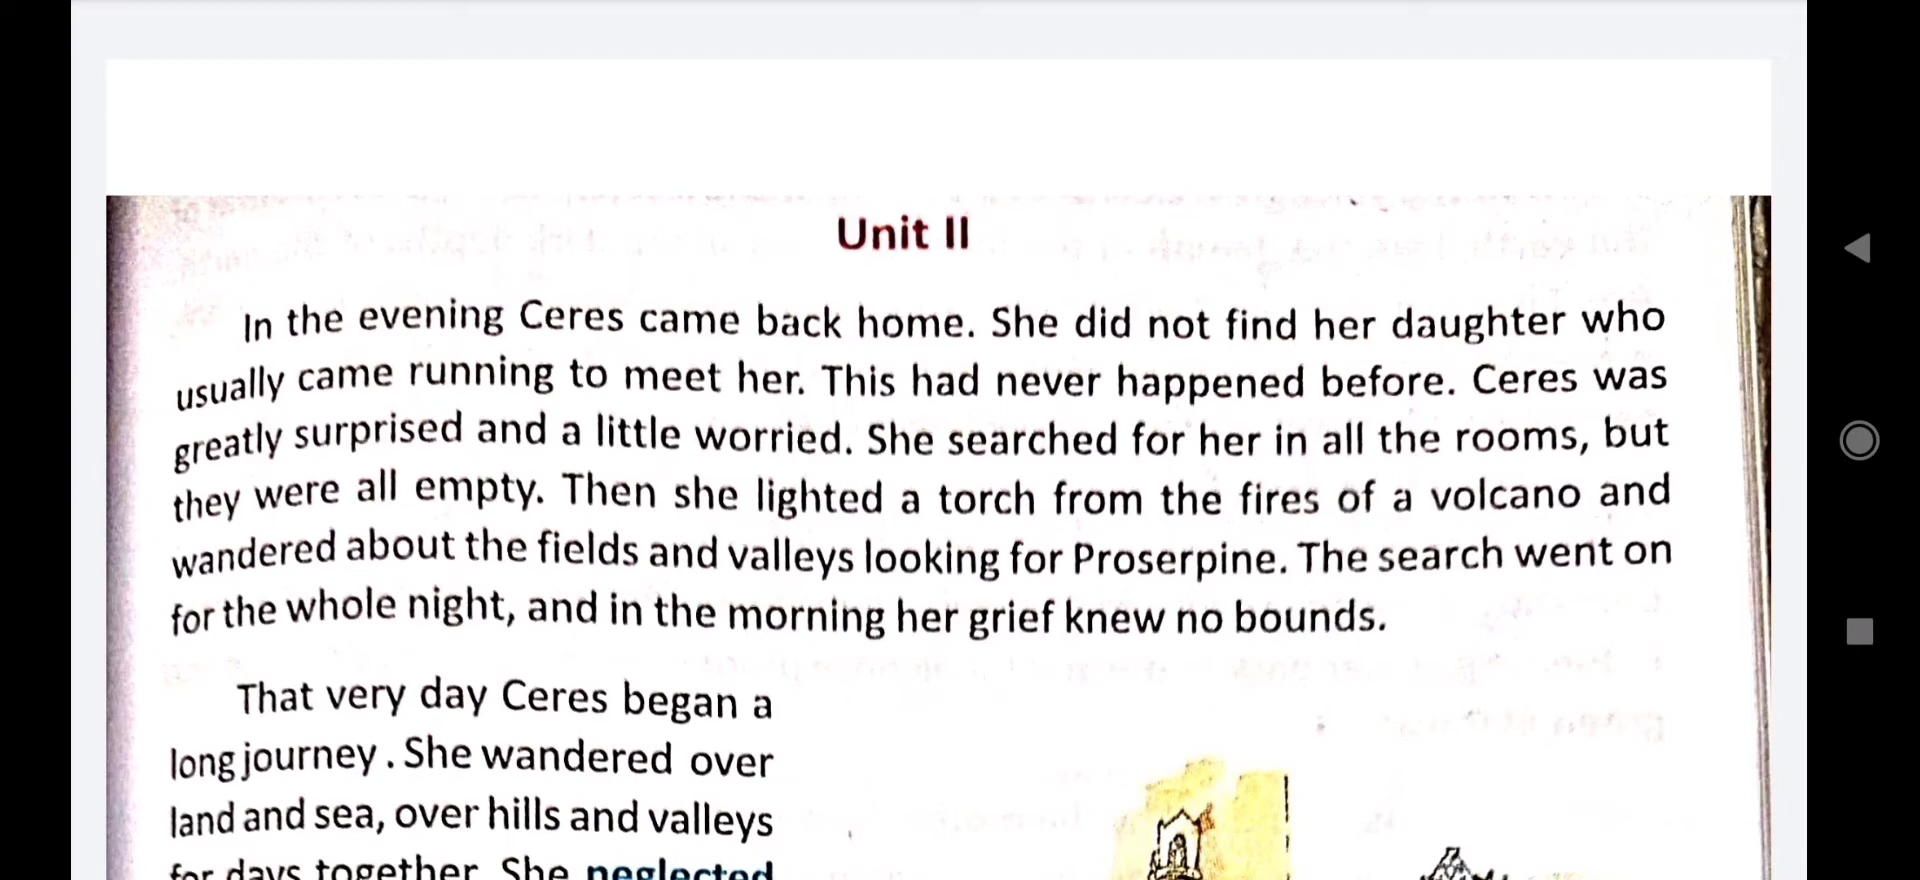 Unit II
In the evening Ceres came back home. She did not find her daughter who
usually came running to meet her. This had never happened before. Ceres was
greatly surprised and a little worried. She searched for her in all the rooms, but
they were all empty. Then she lighted a torch from the fires of a volcano and
wandered about the fields and valleys looking for Proserpine. The search went on
for the whole night, and in the morning her grief knew no bounds.
That very day Ceres began a
long journey. She wandered over
land and sea, over hills and valleys
for days together. She neglected